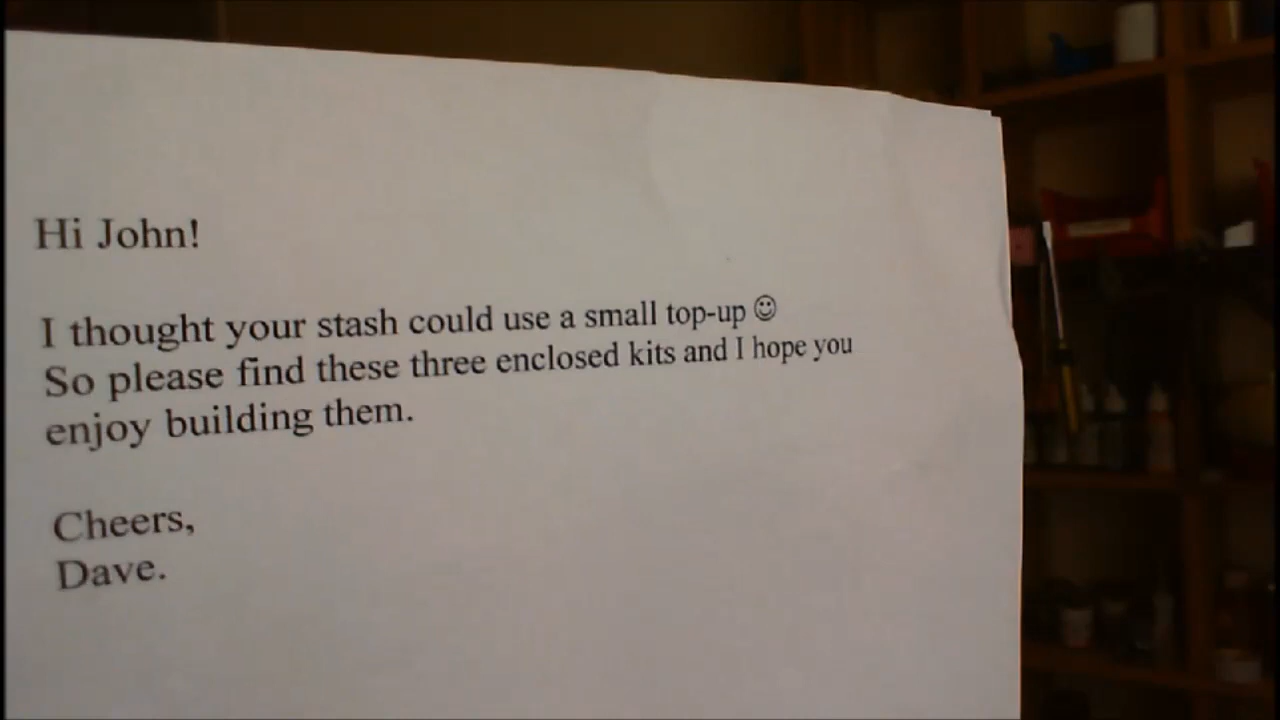 Hi John!
I thought your stash could use a small top-up ☺
So please find these three enclosed kits and I hope you
enjoy building them.
Cheers,
Dave.